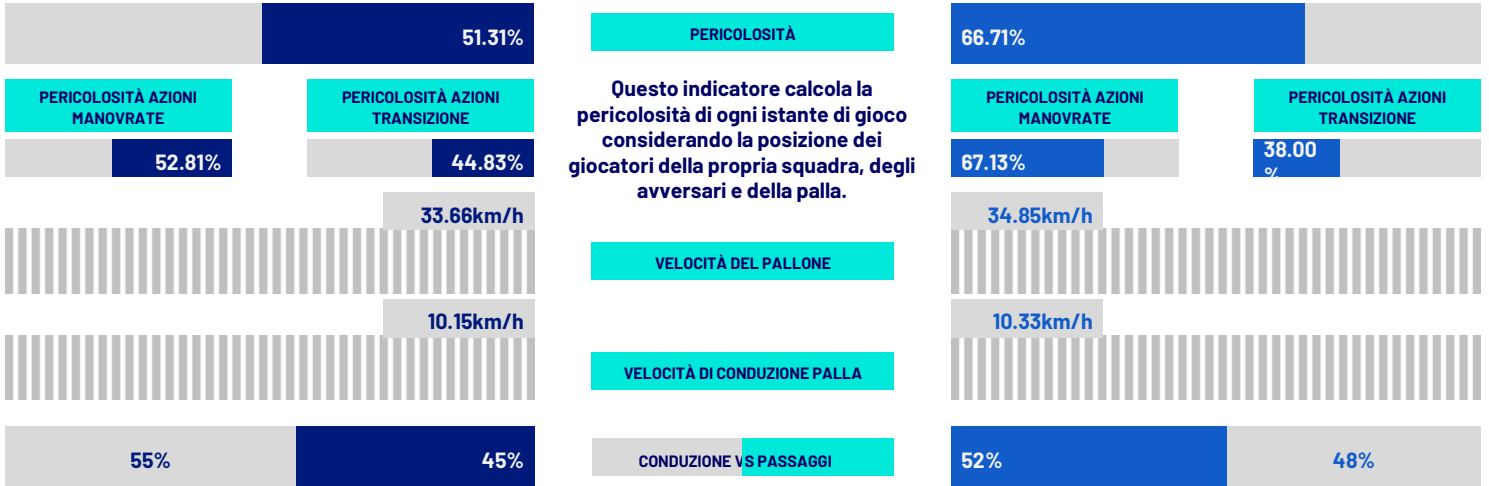 51.31%
PERICOLOSITÀ
66.71%
PERICOLOSITÀ AZIONI
MANOVRATE
PERICOLOSITÀ AZIONI
TRANSIZIONE
Questo indicatore calcola la
pericolosità di ogni istante di gioco
considerando la posizione dei
giocatori della propria squadra, degli
avversari e della palla.
PERICOLOSITÀ AZIONI
MANOVRATE
PERICOLOSITÀ AZIONI
TRANSIZIONE
52.81%
44.83%
67.13%
38.00
%
33.66km/h
34.85km/h
VELOCITÀ DEL PALLONE
10.15km/h
10.33km/h
VELOCITÀ DI CONDUZIONE PALLA
55%
45%
CONDUZIONE VS PASSAGGI
52%
48%